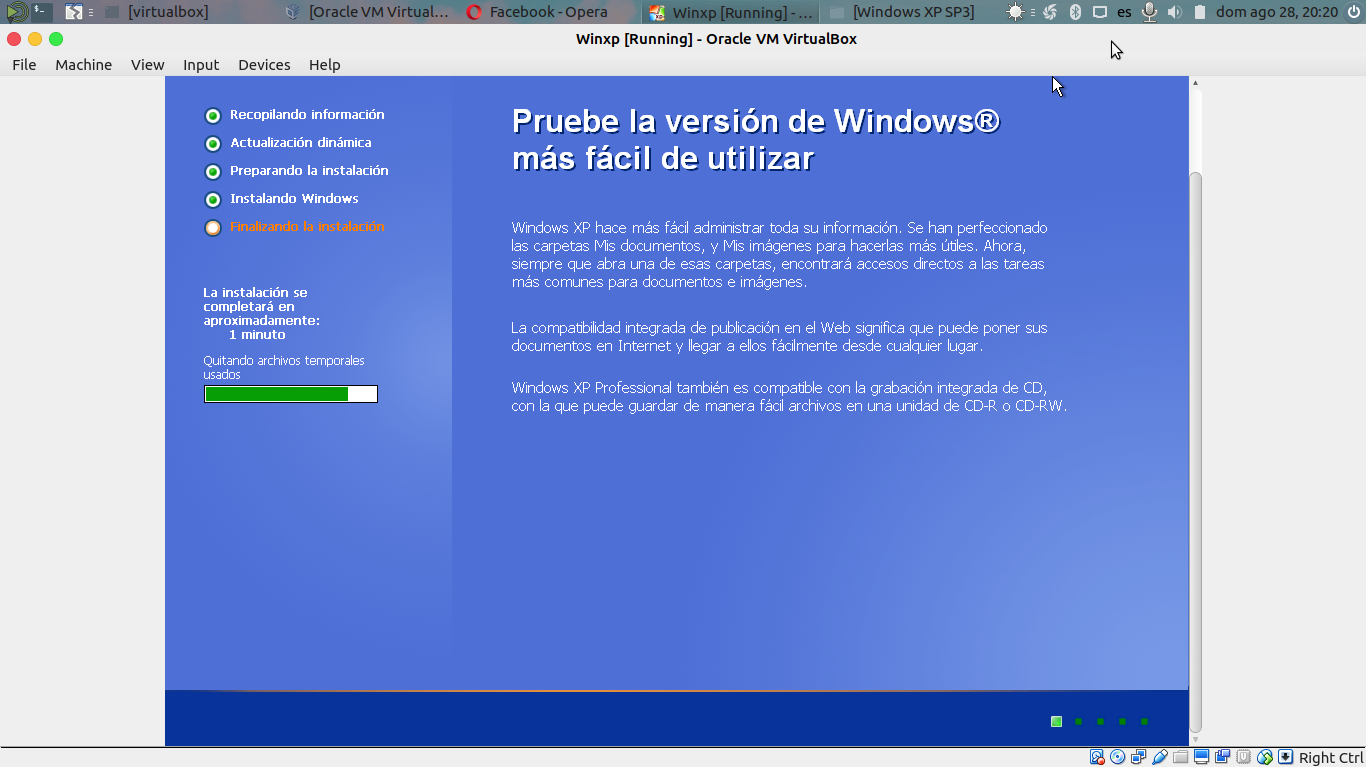 [virtualbox]
[Oracle VM Virtual...
Facebook - Opera
Winxp [Running] - ...
[Windows XP SP3]
es
dom ago 28, 20:20
Winxp [Running] - Oracle VM VirtualBox
File Machine View Input Devices Help
Recopilando información
Actualización dinámica
Preparando la instalación
Instalando Windows
Finalizando la instalación
La instalación se
completará en
aproximadamente:
1 minuto
Quitando archivos temporales
usados
Pruebe la versión de Windows®
más fácil de utilizar
Windows XP hace más fácil administrar toda su información. Se han perfeccionado
las carpetas Mis documentos, y Mis imágenes para hacerlas más útiles. Ahora,
siempre que abra una de esas carpetas, encontrará accesos directos a las tareas
más comunes para documentos e imágenes.
La compatibilidad integrada de publicación en el Web significa que puede poner sus
documentos en Internet y llegar a ellos fácilmente desde cualquier lugar.
Windows XP Professional también es compatible con la grabación integrada de CD,
con la que puede guardar de manera fácil archivos en una unidad de CD-R o CD-RW.
Right Ctrl